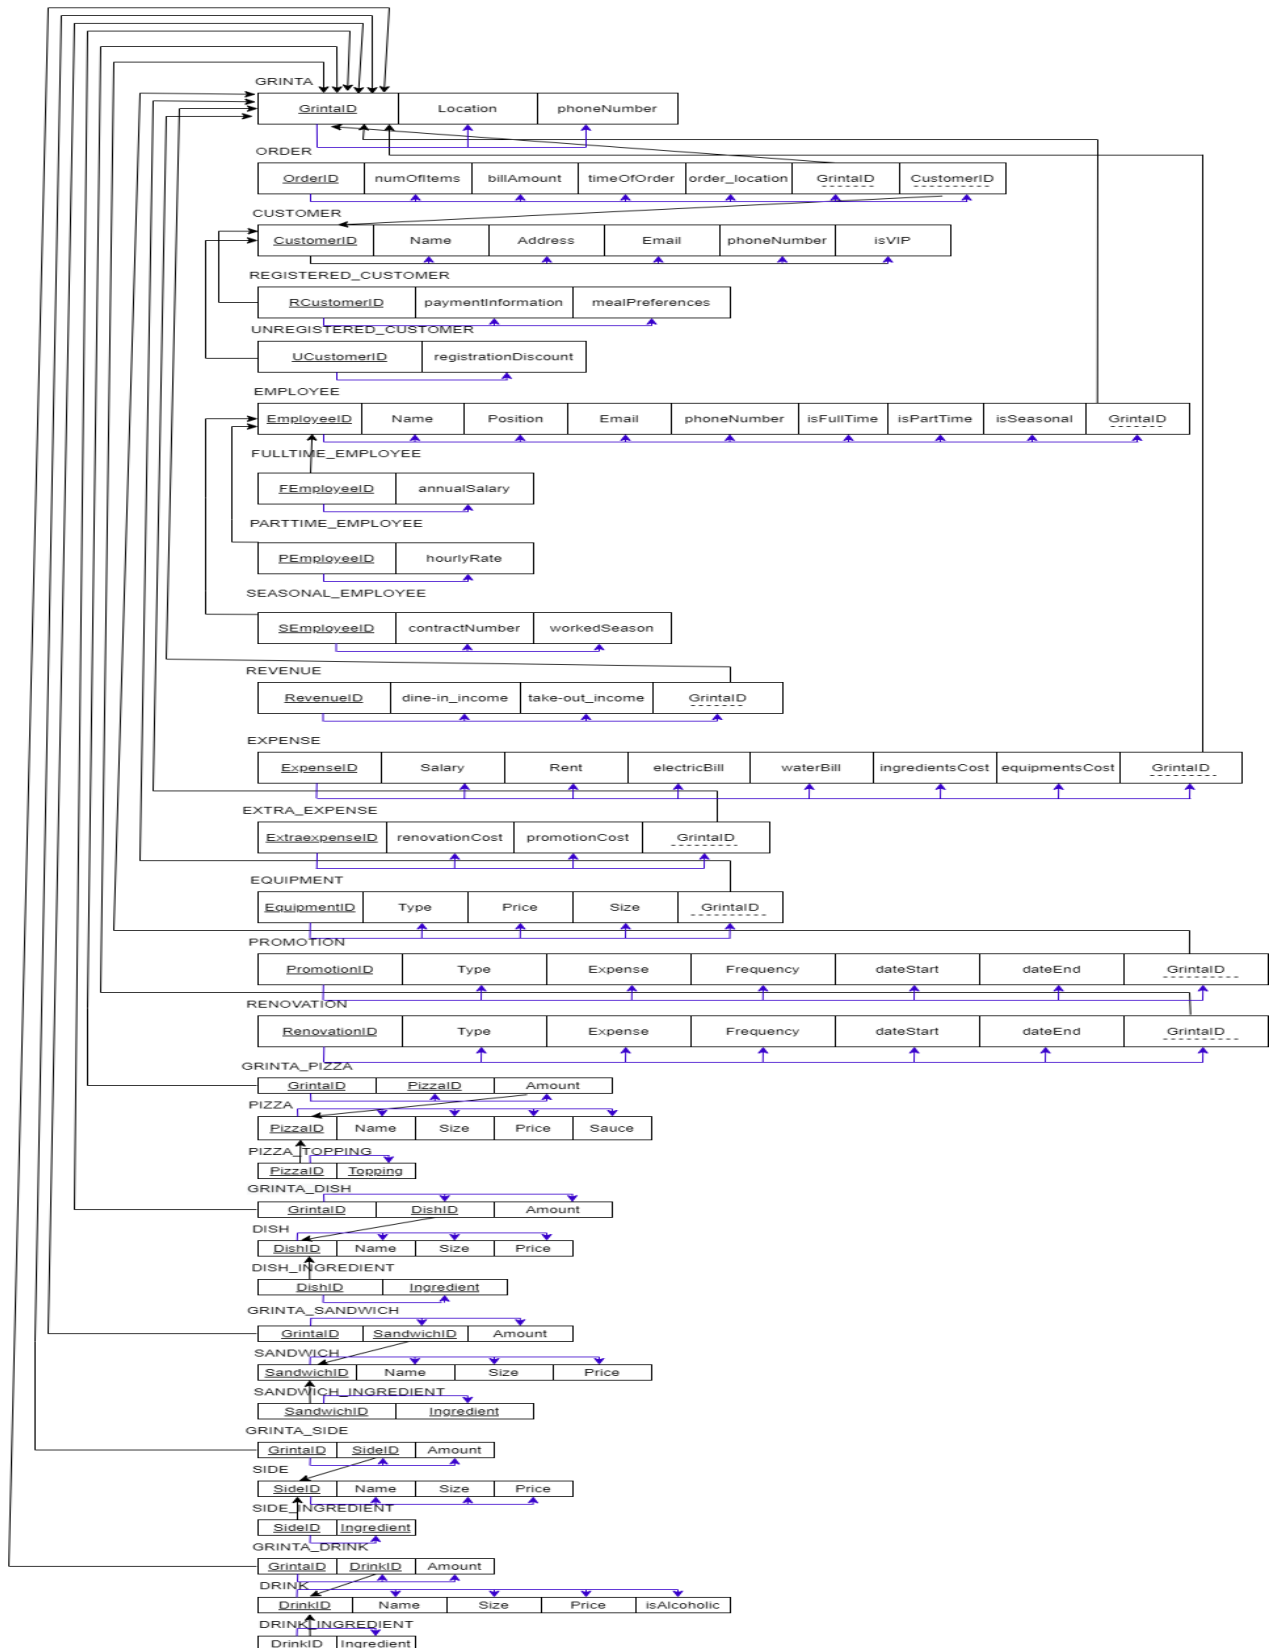 GRINTA
GrintaID Location phoneNumber
ORDER
OrderID numOfItems billAmount timeOfOrder order_location GrintaID CustomerID
CUSTOMER
CustomerID Name Address Email phoneNumber isVIP
REGISTERED_CUSTOMER
RCustomerID paymentInformation mealPreferences
UNREGISTERED_CUSTOMER
UCustomerID registrationDiscount
EMPLOYEE
EmployeeID Name Position Email phoneNumber isFullTime isPartTime isSeasonal GrintaID
FULLTIME_EMPLOYEE
FEmployeeID annualSalary
PARTTIME_EMPLOYEE
PEmployeeID hourlyRate
SEASONAL_EMPLOYEE
SEmployeeID contractNumber workedSeason
REVENUE
RevenueID dine-in_income take-out_income GrintaID
EXPENSE
ExpenseID Salary Rent electricBill waterBill ingredientsCost equipmentsCost GrintaID
EXTRA_EXPENSE
ExtraexpenseID renovationCost promotionCost GrintaID
EQUIPMENT
EquipmentID Type Price Size GrintaID
PROMOTION
PromotionID Type Expense Frequency dateStart dateEnd GrintaID
RENOVATION
RenovationID Type Expense Frequency dateStart dateEnd GrintaID
GRINTA_PIZZA
GrintaID PizzaID Amount
PIZZA
PizzaID Name Size Price Sauce
PIZZA_TOPPING
PizzaID Topping
GRINTA_DISH
GrintaID DishID Amount
DISH
DishID Name Size Price
DISH_INGREDIENT
DishID Ingredient
GRINTA_SANDWICH
GrintaID SandwichID Amount
SANDWICH
SandwichID Name Size Price
SANDWICH_INGREDIENT
SandwichID Ingredient
GRINTA_SIDE
GrintaID SideID Amount
SIDE
SideID Name Size Price
SIDE_INGREDIENT
SideID Ingredient
GRINTA_DRINK
GrintaID DrinkID Amount
DRINK
DrinkID Name Size Price isAlcoholic
DRINK_INGREDIENT
DrinkID Ingredient